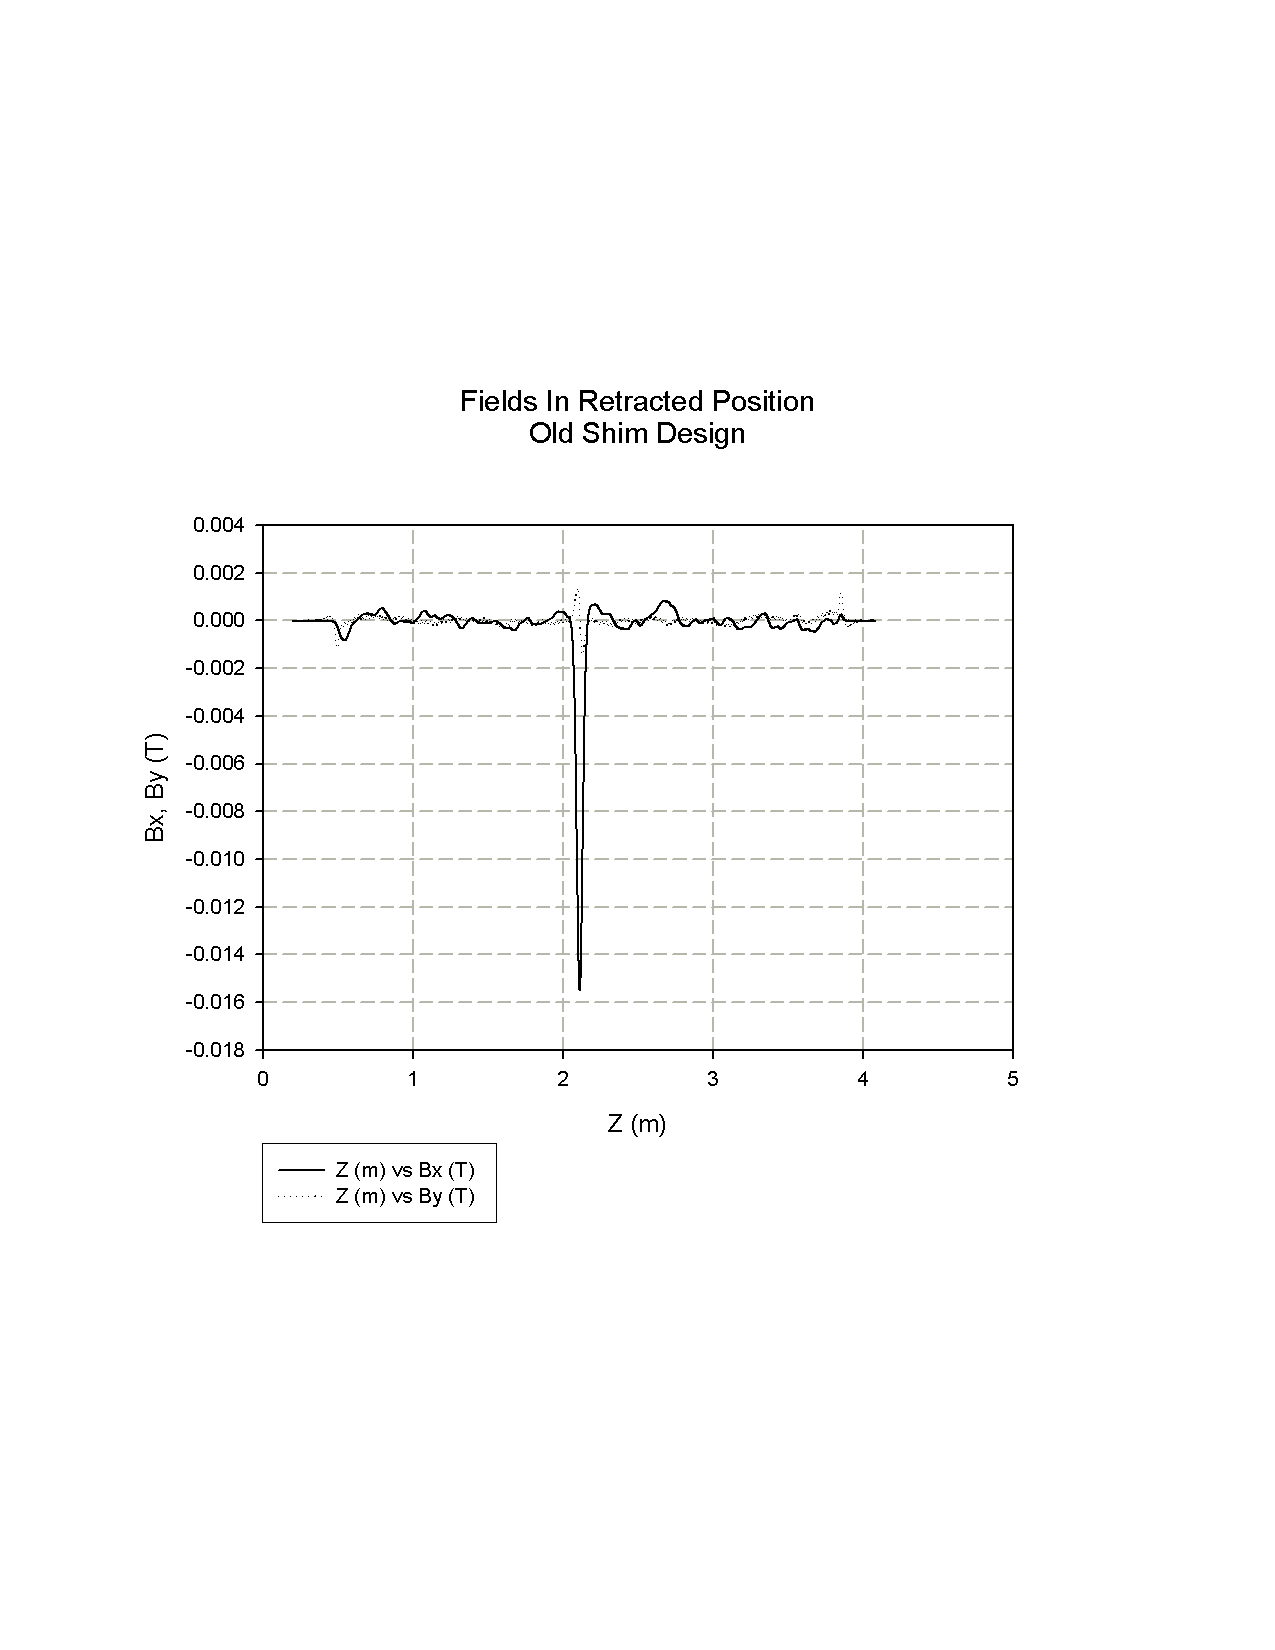 Fields In Retracted Position
Old Shim Design
0.004
0.002
0.000
-0.002
-0.004
-0.006
-0.008
-0.010
-0.012
-0.014
-0.016
-0.018
Bx, By (T)
0 1 2 3 4 5
Z (m)
Z (m) vs Bx (T)
Z (m) vs By (T)